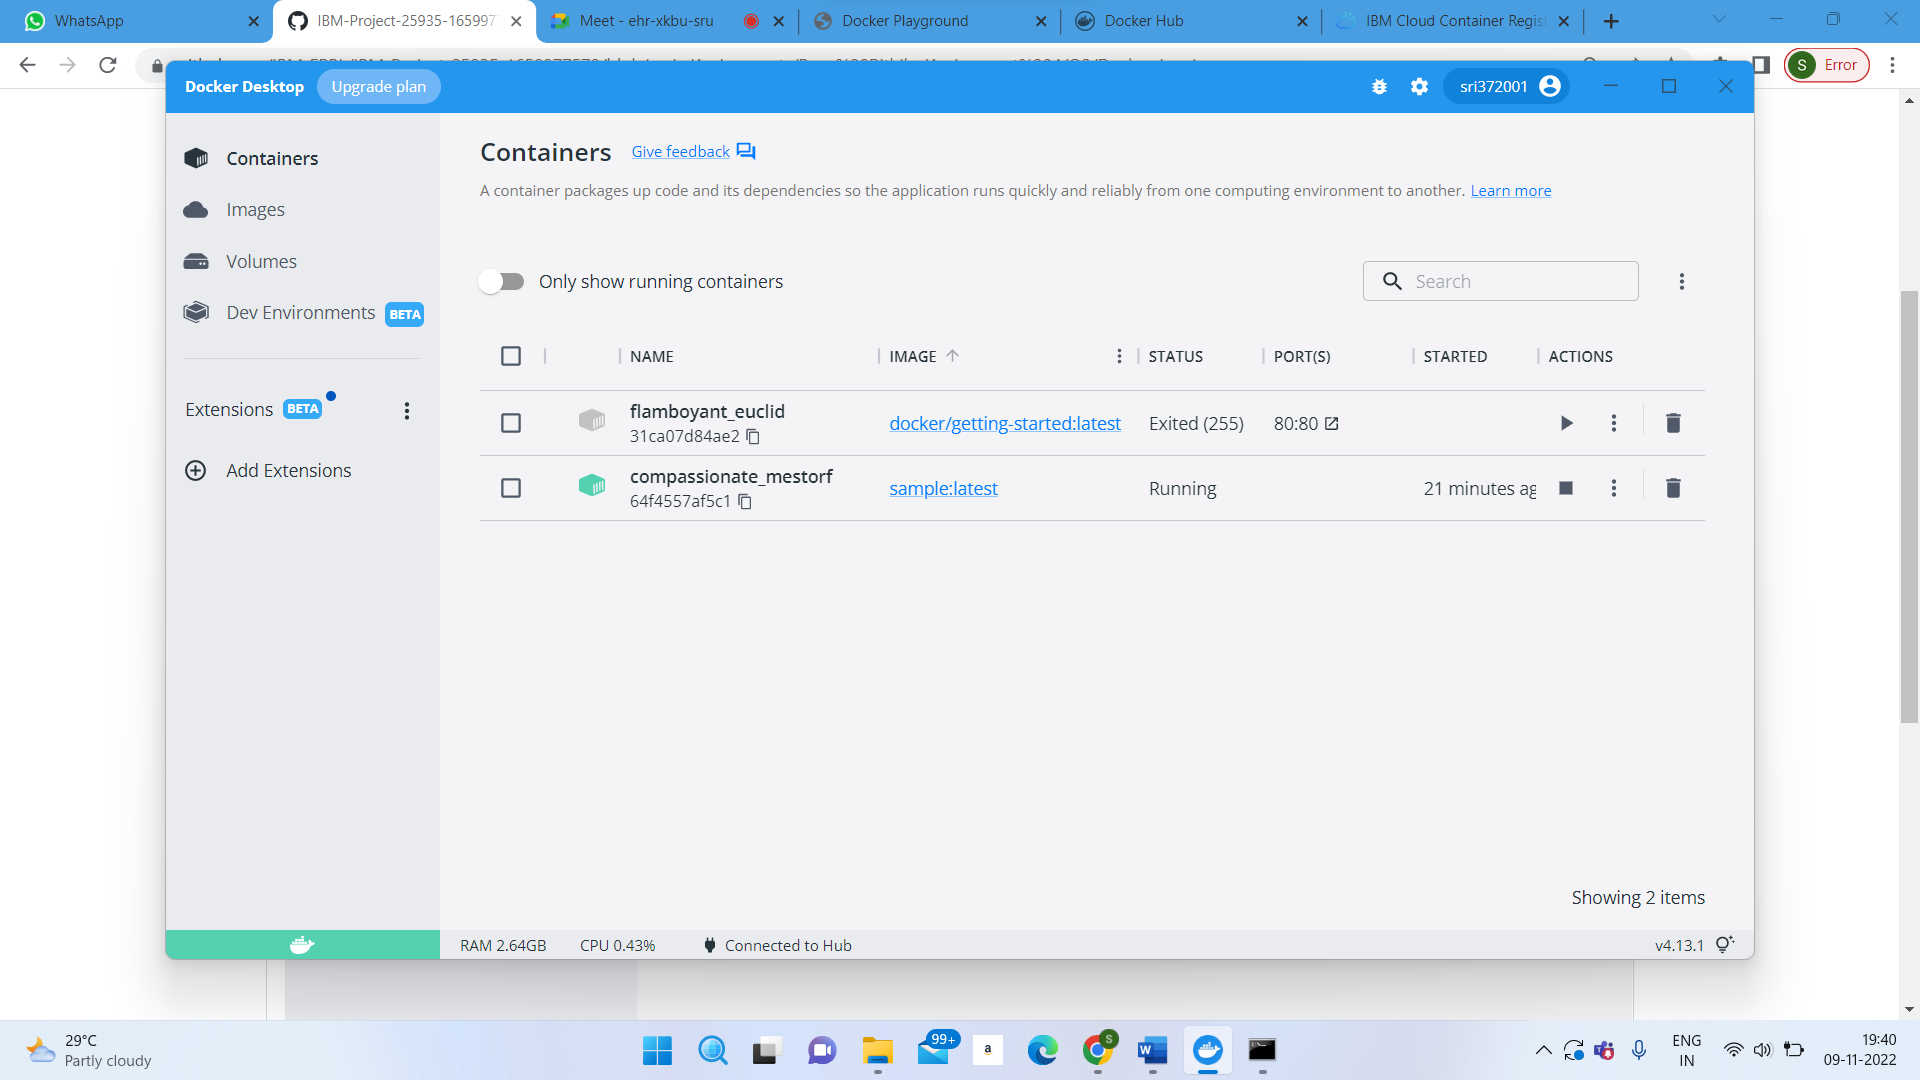 WhatsApp
IBM-Project-25935-165997
Meet - ehr-xkbu-sru
Docker Playground
Docker Hub
IBM Cloud Container Regist
S Error
Docker Desktop
Upgrade plan
sri372001
Containers
Images
Volumes
Dev Environments BETA
Extensions BETA
Add Extensions
Containers
Give feedback
A container packages up code and its dependencies so the application runs quickly and reliably from one computing environment to another. Learn more
Only show running containers
Search
NAME IMAGE STATUS PORT(S) STARTED ACTIONS
flamboyant_euclid
31ca07d84ae2
docker/getting-started:latest
Exited (255)
80:80
compassionate_mestorf
64f4557af5c1
sample:latest
Running
21 minutes ag
Showing 2 items
RAM 2.64GB CPU 0.43% Connected to Hub
v4.13.1
29°C
Partly cloudy
99+
a
S
W
ENG
IN
19:40
09-11-2022